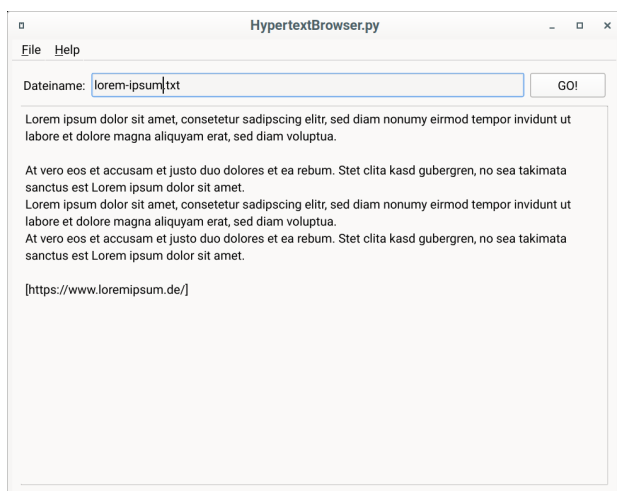 HypertextBrowser.py
File Help
Dateiname: lorem-ipsum.txt GO!
Lorem ipsum dolor sit amet, consetetur sadipscing elitr, sed diam nonumy eirmod tempor invidunt ut
labore et dolore magna aliquyam erat, sed diam voluptua.
At vero eos et accusam et justo duo dolores et ea rebum. Stet clita kasd gubergren, no sea takimata
sanctus est Lorem ipsum dolor sit amet.
Lorem ipsum dolor sit amet, consetetur sadipscing elitr, sed diam nonumy eirmod tempor invidunt ut
labore et dolore magna aliquyam erat, sed diam voluptua.
At vero eos et accusam et justo duo dolores et ea rebum. Stet clita kasd gubergren, no sea takimata
sanctus est Lorem ipsum dolor sit amet.
[https://www.loremipsum.de/]